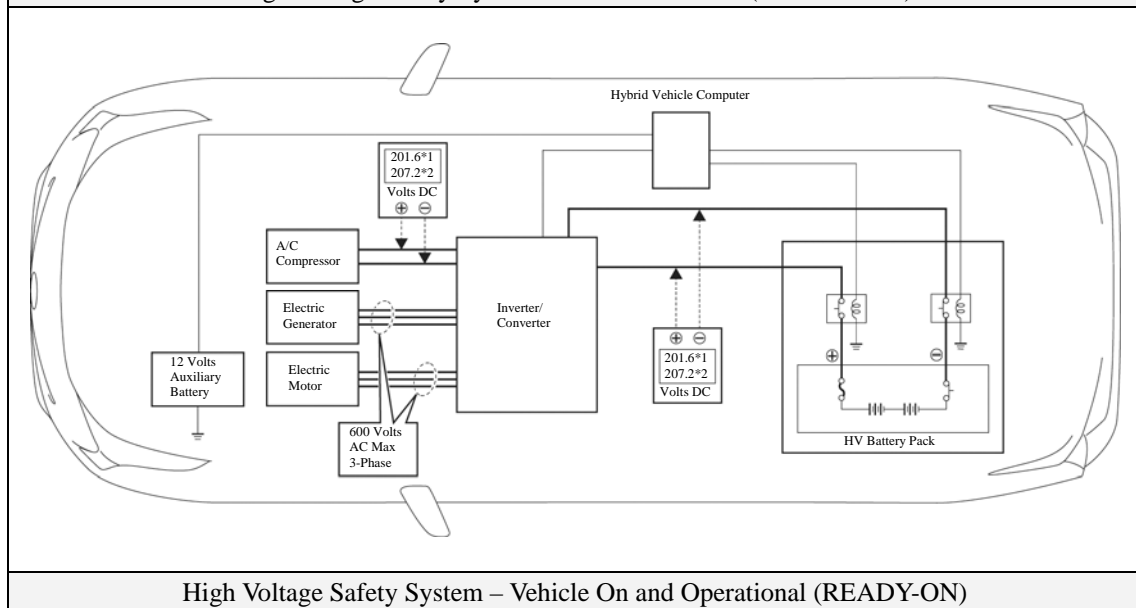 Hybrid Vehicle Computer
201.6*1
207.2*2
Volts DC
A/C
Compressor
Electric
Generator
Inverter/
Converter
12 Volts
Auxiliary
Battery
Electric
Motor
201.6*1
207.2*2
Volts DC
600 Volts
AC Max
3-Phase
HV Battery Pack
High Voltage Safety System – Vehicle On and Operational (READY-ON)